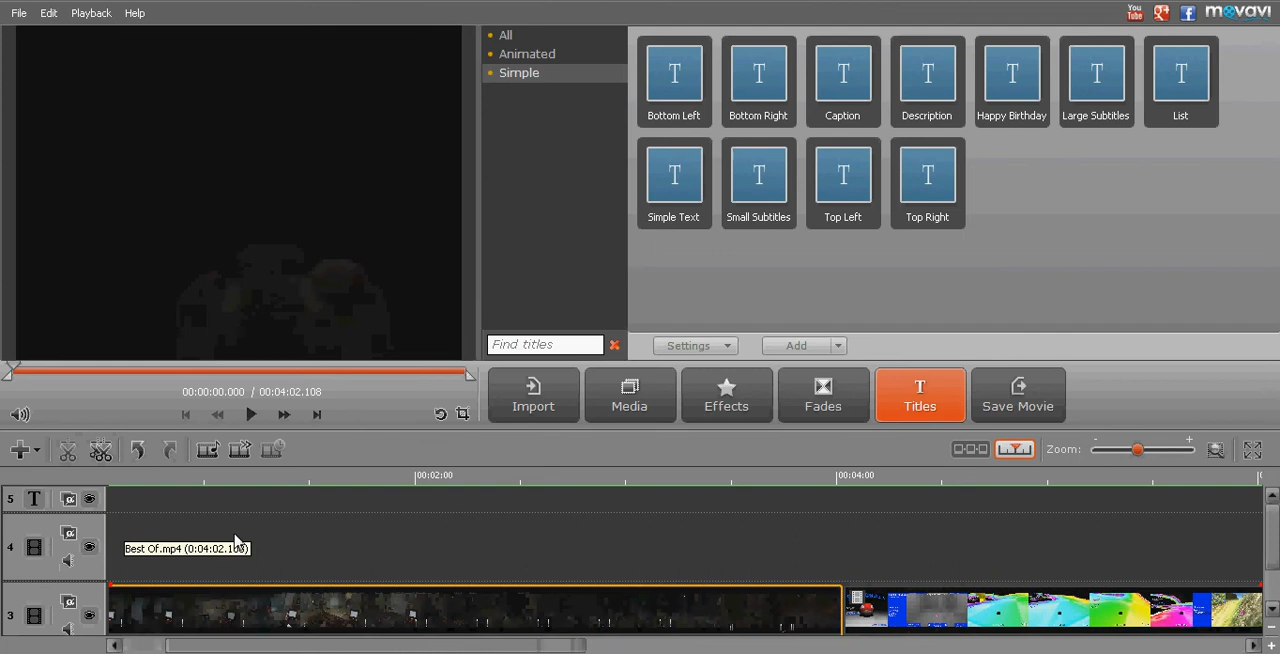 File Edit Playback Help
You Tube g+ f movavi
All
Animated
Simple
T T T T T T T
Bottom Left Bottom Right Caption Description Happy Birthday Large Subtitles List
T T T T
Simple Text Small Subtitles Top Left Top Right
Find titles Settings Add
00:00:00.000 / 00:04:02.108
Import Media Effects Fades Titles Save Movie
Zoom: - +
00:02:00 00:04:00
5 T
4
Best Of.mp4 (0:04:02.108)
3